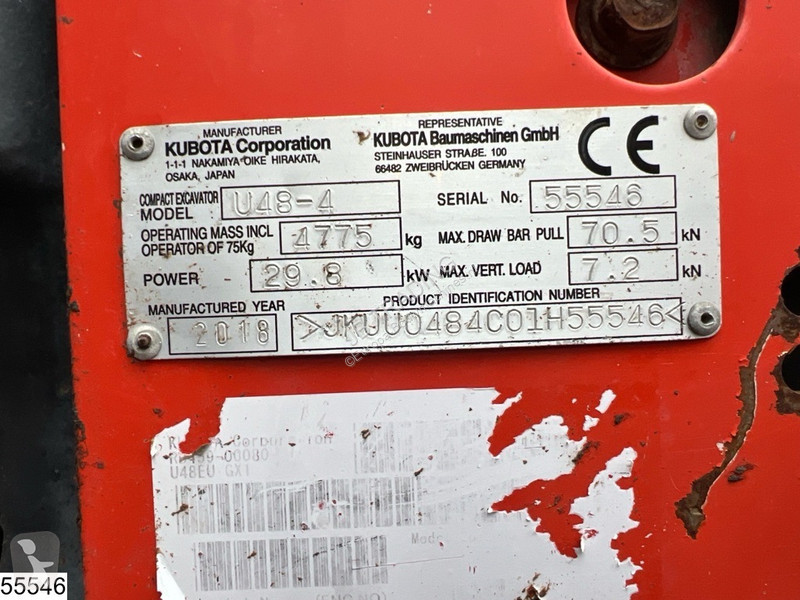 MANUFACTURER
KUBOTA Corporation
1-1-1 NAKAMIYA OIKE HIRAKATA,
OSAKA, JAPAN
REPRESENTATIVE
KUBOTA Baumaschinen GmbH
STEINHAUSER STRAßE. 100
66482 ZWEIBRÜCKEN GERMANY
CE
COMPACT EXCAVATOR
MODEL U48-4
SERIAL No. 55546
OPERATING MASS INCL
OPERATOR OF 75Kg 4775 kg
MAX. DRAW BAR PULL 70.5 kN
POWER 29.8 kW
MAX. VERT. LOAD 7.2 kN
MANUFACTURED YEAR
2018
PRODUCT IDENTIFICATION NUMBER
>JKUU0484C01H55546<
Corporation
U48EU GX1
Made
55546